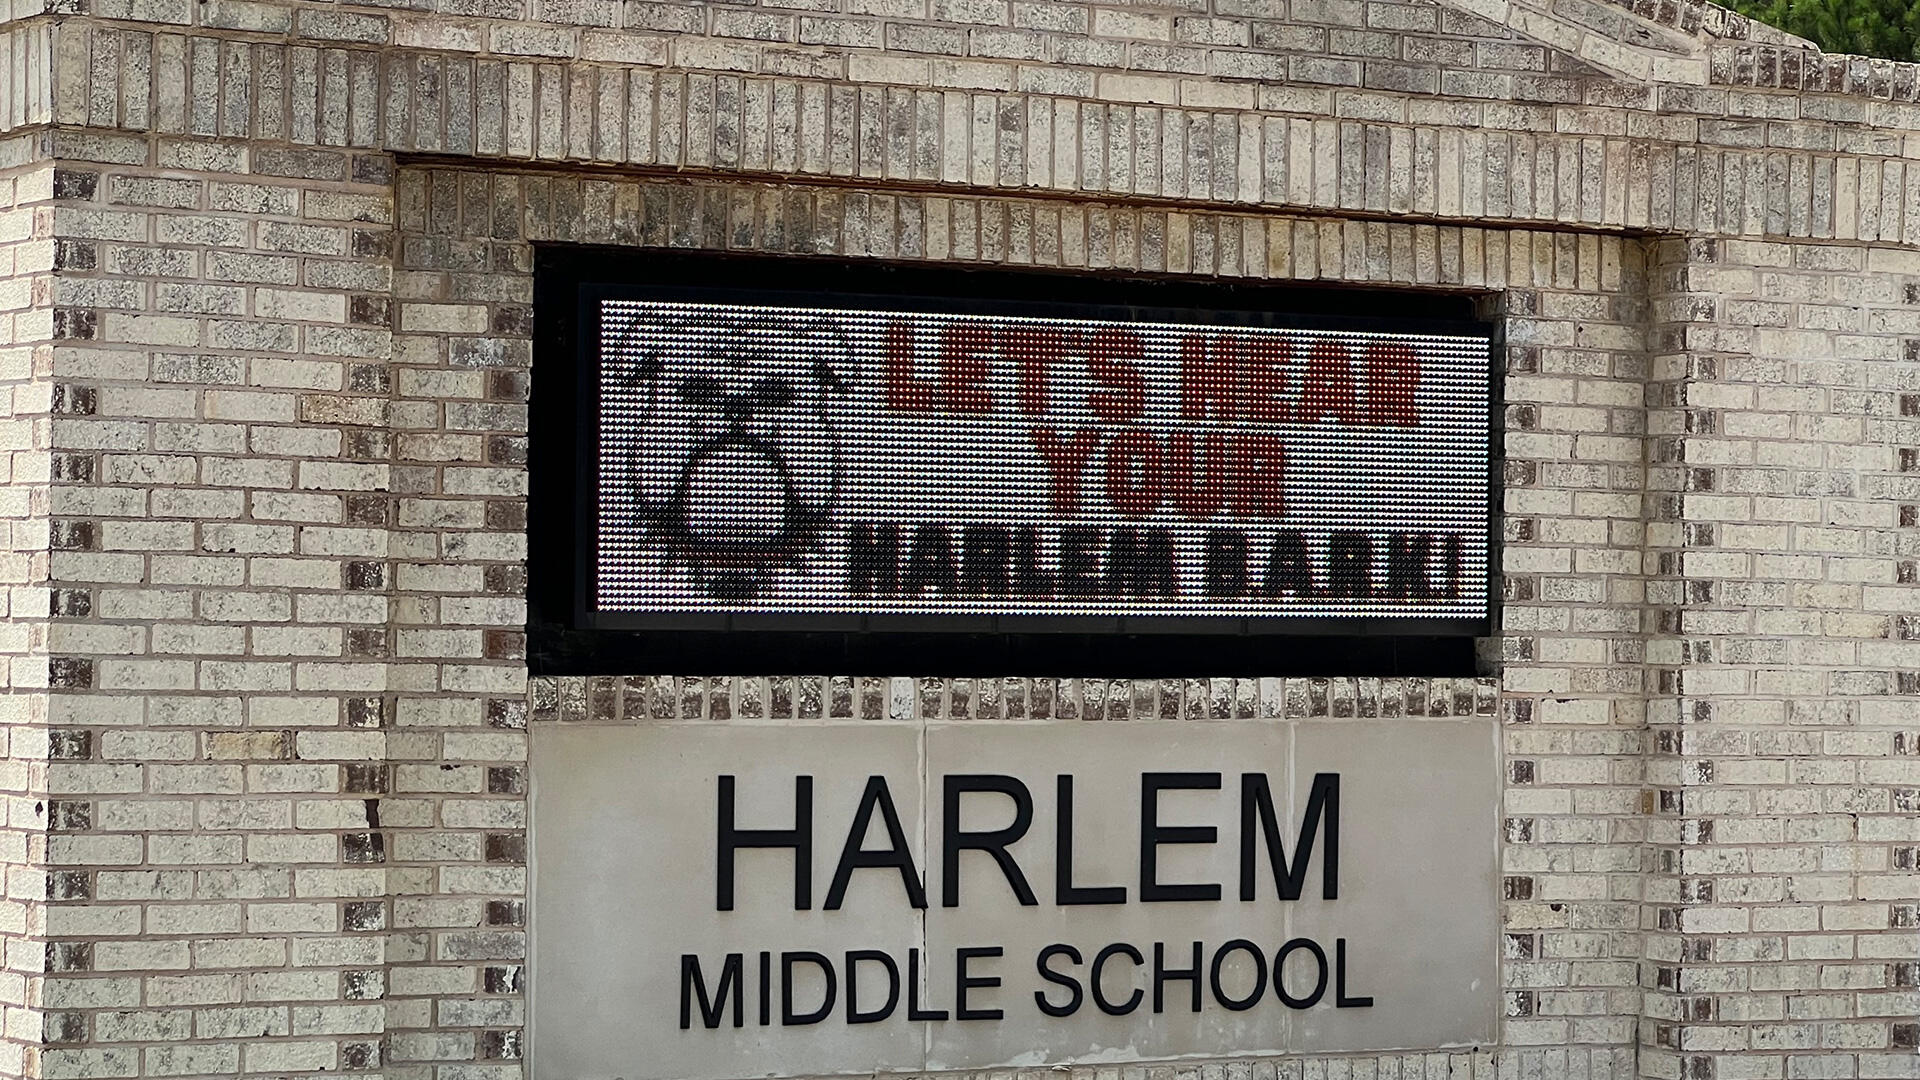 LET'S HEAR
YOUR
HARLEM BARK!
HARLEM
MIDDLE SCHOOL